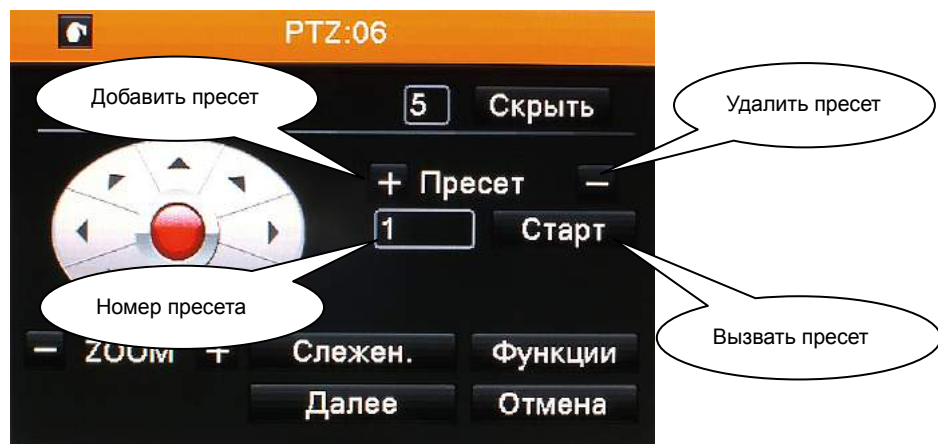 PTZ:06
Добавить пресет
5 Скрыть
Удалить пресет
+ Пресет −
1 Старт
Номер пресета
Вызвать пресет
− ZOOM + Слежен. Функции
Далее Отмена